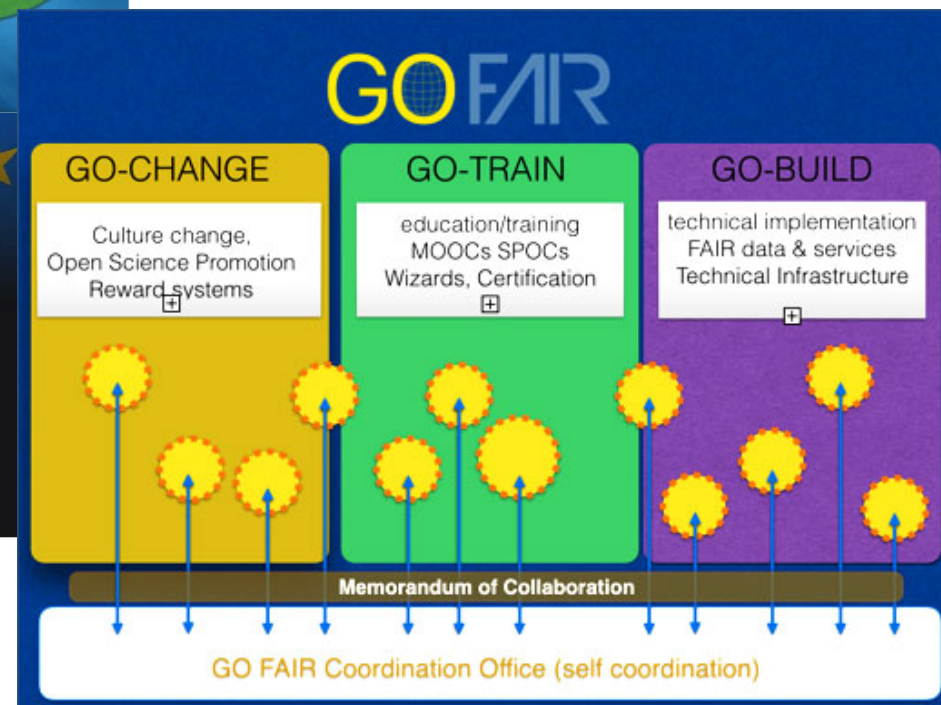 GO FAIR
GO-CHANGE
Culture change,
Open Science Promotion
Reward systems
GO-TRAIN
education/training
MOOCs SPOCs
Wizards, Certification
GO-BUILD
technical implementation
FAIR data & services
Technical Infrastructure
Memorandum of Collaboration
GO FAIR Coordination Office (self coordination)